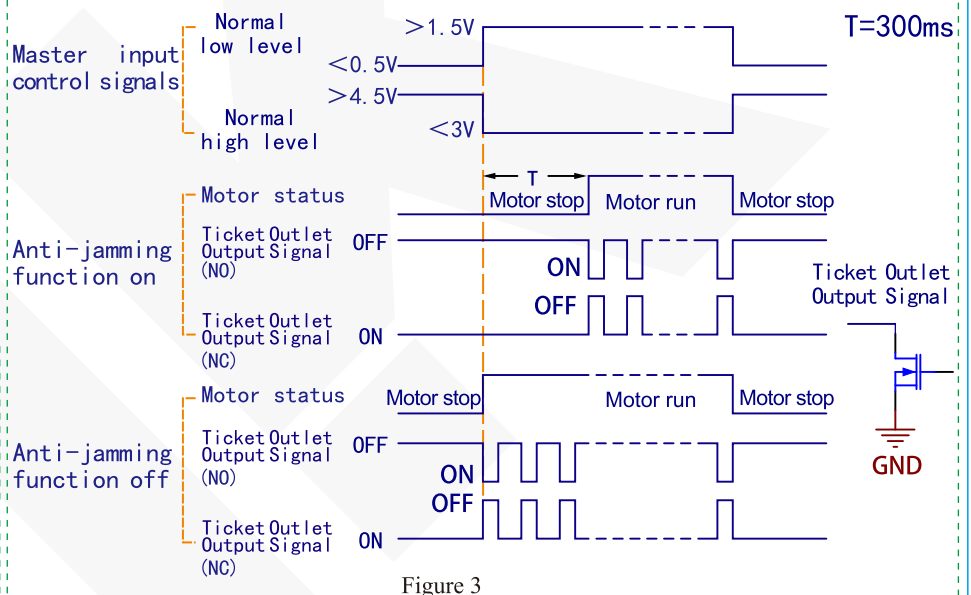 Normal
low level
>1.5V
T=300ms
Master input
control signals
<0.5V
>4.5V
Normal
high level
<3V
T
Motor status
Motor stop
Motor run
Motor stop
Anti-jamming
function on
Ticket Outlet
Output Signal
(NO)
OFF
ON
OFF
Ticket Outlet
Output Signal
(NC)
ON
Ticket Outlet
Output Signal
GND
Motor status
Motor stop
Motor run
Motor stop
Anti-jamming
function off
Ticket Outlet
Output Signal
(NO)
OFF
ON
OFF
Ticket Outlet
Output Signal
(NC)
ON
Figure 3